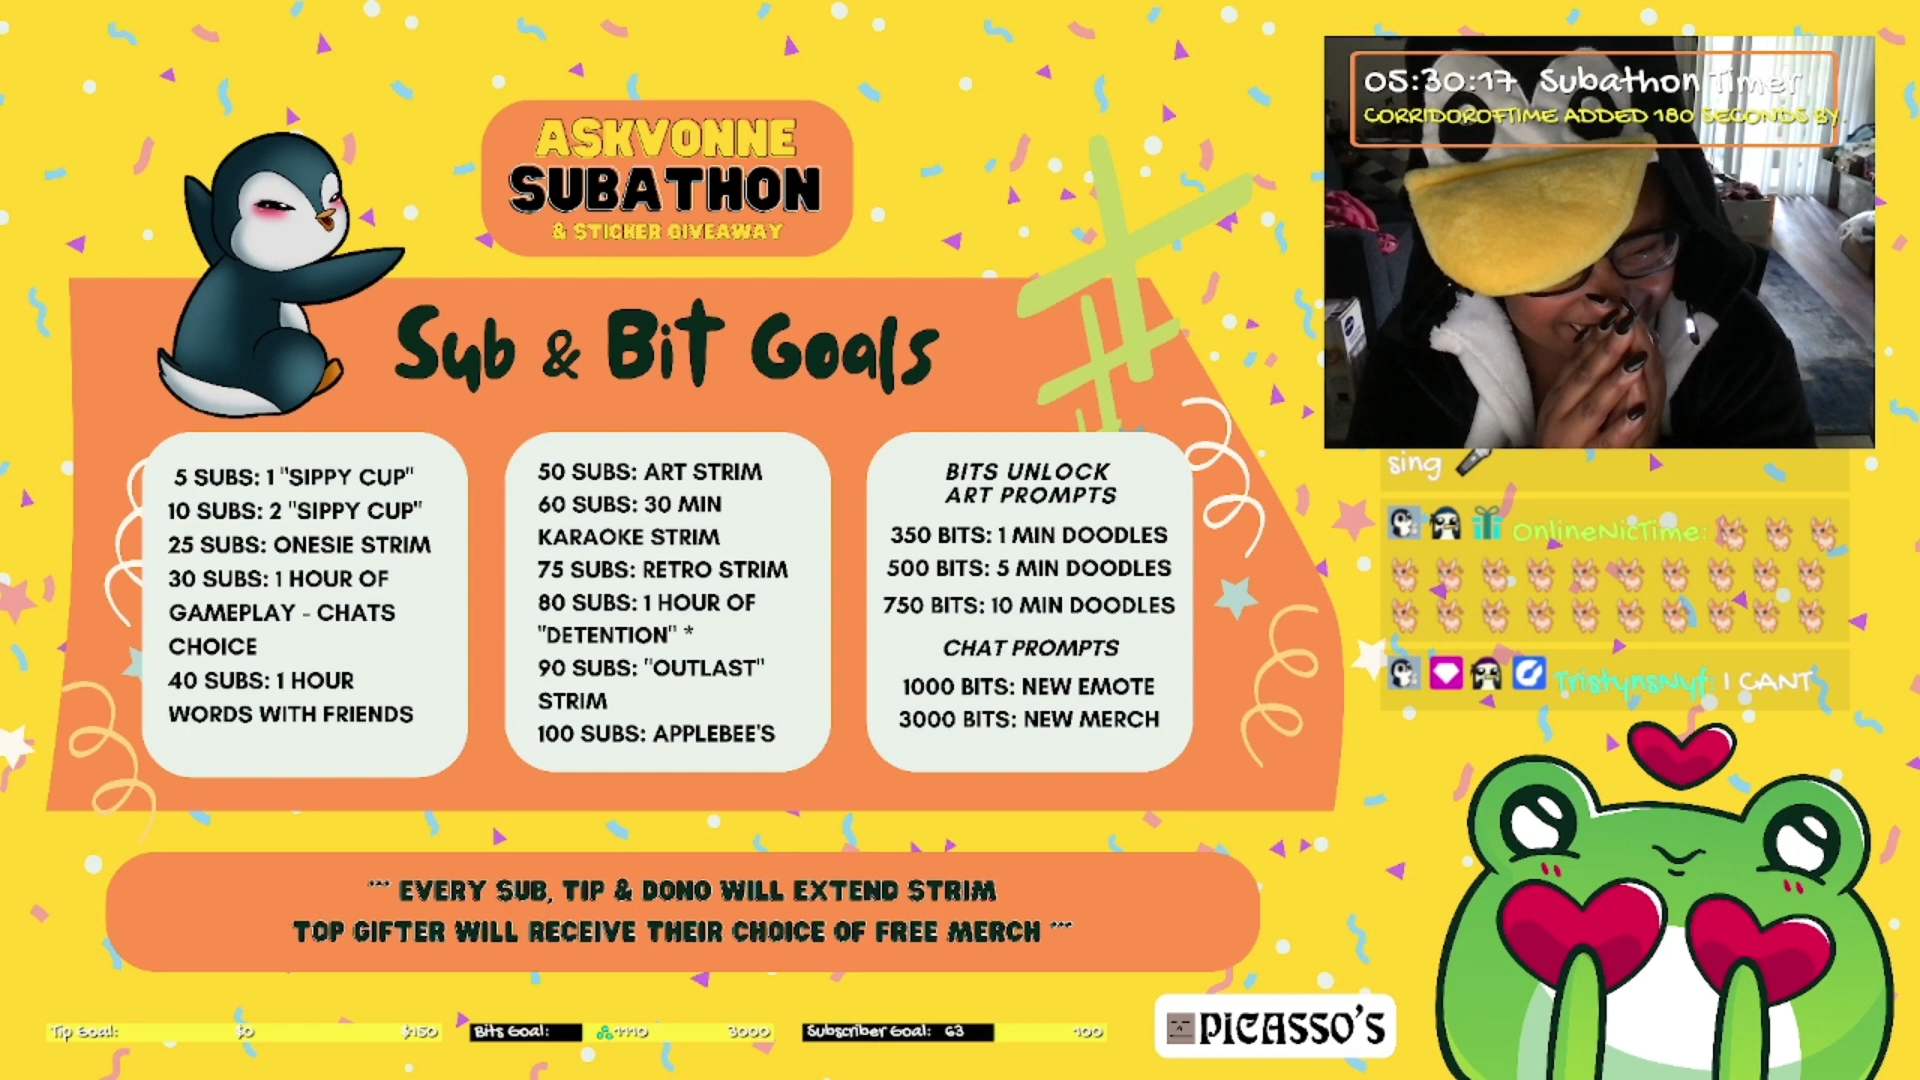 ASKVONNE
SUBATHON
& STICKER GIVEAWAY
05:30:17 Subathon Timer
CORRIDOROFTIME ADDED 180 SECONDS BY
Sub & Bit Goals
5 SUBS: 1 "SIPPY CUP"
10 SUBS: 2 "SIPPY CUP"
25 SUBS: ONESIE STRIM
30 SUBS: 1 HOUR OF
GAMEPLAY - CHATS
CHOICE
40 SUBS: 1 HOUR
WORDS WITH FRIENDS
50 SUBS: ART STRIM
60 SUBS: 30 MIN
KARAOKE STRIM
75 SUBS: RETRO STRIM
80 SUBS: 1 HOUR OF
"DETENTION" *
90 SUBS: "OUTLAST"
STRIM
100 SUBS: APPLEBEE'S
BITS UNLOCK
ART PROMPTS
350 BITS: 1 MIN DOODLES
500 BITS: 5 MIN DOODLES
750 BITS: 10 MIN DOODLES
CHAT PROMPTS
1000 BITS: NEW EMOTE
3000 BITS: NEW MERCH
sing
OnlineNicTime:
TristynsNyf: I CANT
*** EVERY SUB, TIP & DONO WILL EXTEND STRIM
TOP GIFTER WILL RECEIVE THEIR CHOICE OF FREE MERCH ***
Tip Goal: $0 $150
Bits Goal: 1110 3000
Subscriber Goal: 63 100
PICASSO'S